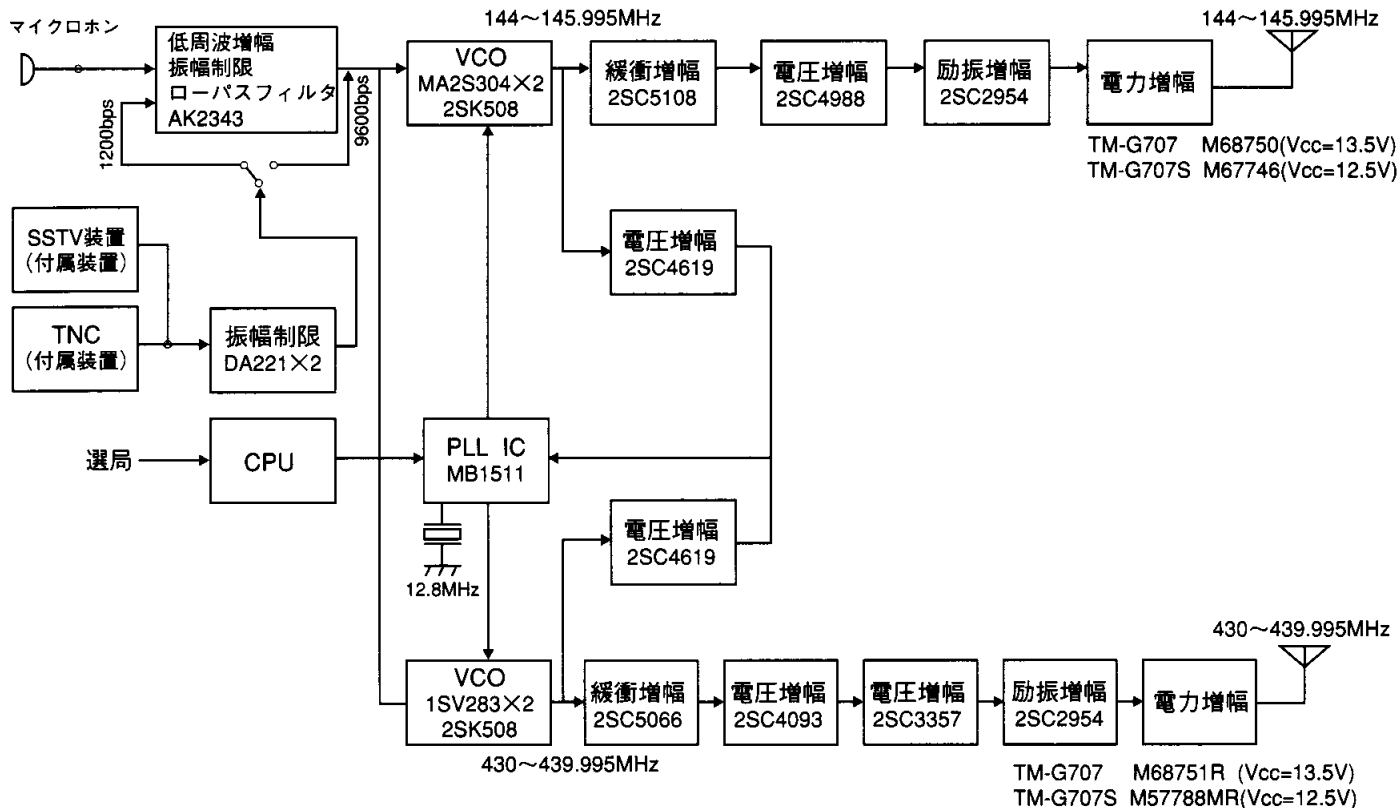 マイクロホン
低周波増幅
振幅制限
ローパスフィルタ
AK2343
1200bps
9600bps
SSTV装置
(付属装置)
TNC
(付属装置)
振幅制限
DA221×2
選局
CPU
PLL IC
MB1511
12.8MHz
144～145.995MHz
VCO
MA2S304×2
2SK508
緩衝増幅
2SC5108
電圧増幅
2SC4988
励振増幅
2SC2954
電力増幅
144～145.995MHz
TM-G707 M68750(Vcc=13.5V)
TM-G707S M67746(Vcc=12.5V)
電圧増幅
2SC4619
電圧増幅
2SC4619
VCO
1SV283×2
2SK508
430～439.995MHz
緩衝増幅
2SC5066
電圧増幅
2SC4093
電圧増幅
2SC3357
励振増幅
2SC2954
電力増幅
430～439.995MHz
TM-G707 M68751R (Vcc=13.5V)
TM-G707S M57788MR(Vcc=12.5V)